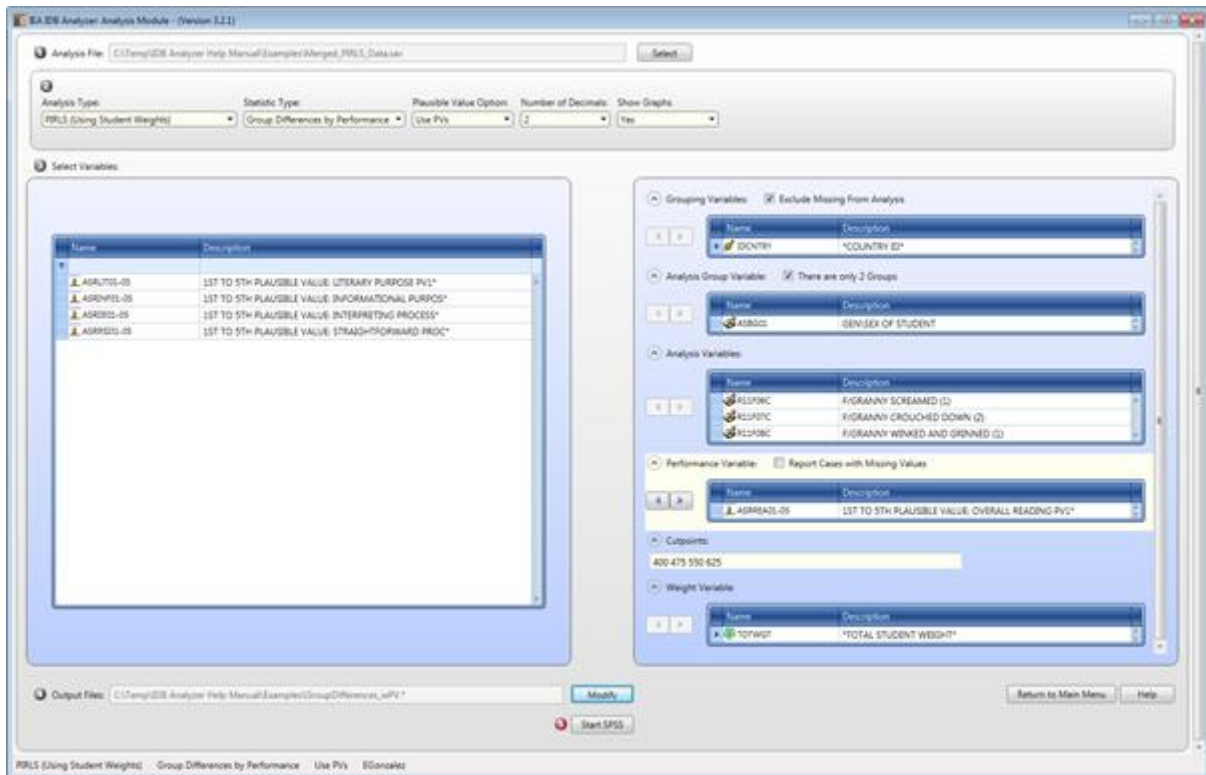 IEA IDB Analyzer Analysis Module - (Version 3.2.1)
Analysis File: C:\Temp\IDB Analyzer Help Manual\Examples\Merged_PIRLS_Data.sav Select
Analysis Type: Statistic Type: Plausible Value Option: Number of Decimals: Show Graphs:
PIRLS (Using Student Weights) Group Differences by Performance Use PVs 2 Yes
Select Variables:
Name Description
1ST TO 5TH PLAUSIBLE VALUE: LITERARY PURPOSE PV1*
1ST TO 5TH PLAUSIBLE VALUE: INFORMATIONAL PURPOS*
1ST TO 5TH PLAUSIBLE VALUE: INTERPRETING PROCESS*
1ST TO 5TH PLAUSIBLE VALUE: STRAIGHTFORWARD PROC*
Grouping Variables: Exclude Missing From Analysis
Name Description
IDCNTRY *COUNTRY ID*
Analysis Group Variable: There are only 2 Groups
Name Description
GEN\SEX OF STUDENT
Analysis Variables:
Name Description
R11F06C F/GRANNY SCREAMED (1)
R11F07C F/GRANNY CROUCHED DOWN (2)
R11F08C F/GRANNY WINKED AND GRINNED (1)
Performance Variable: Report Cases with Missing Values
Name Description
ASRREA01-05 1ST TO 5TH PLAUSIBLE VALUE: OVERALL READING PV1*
Cutpoints:
400 475 550 625
Weight Variable:
Name Description
TOTWGT *TOTAL STUDENT WEIGHT*
Output Files: C:\Temp\IDB Analyzer Help Manual\Examples\GroupDifferences_wPV.* Modify Return to Main Menu Help
Start SPSS
PIRLS (Using Student Weights) Group Differences by Performance Use PVs EGonzalez